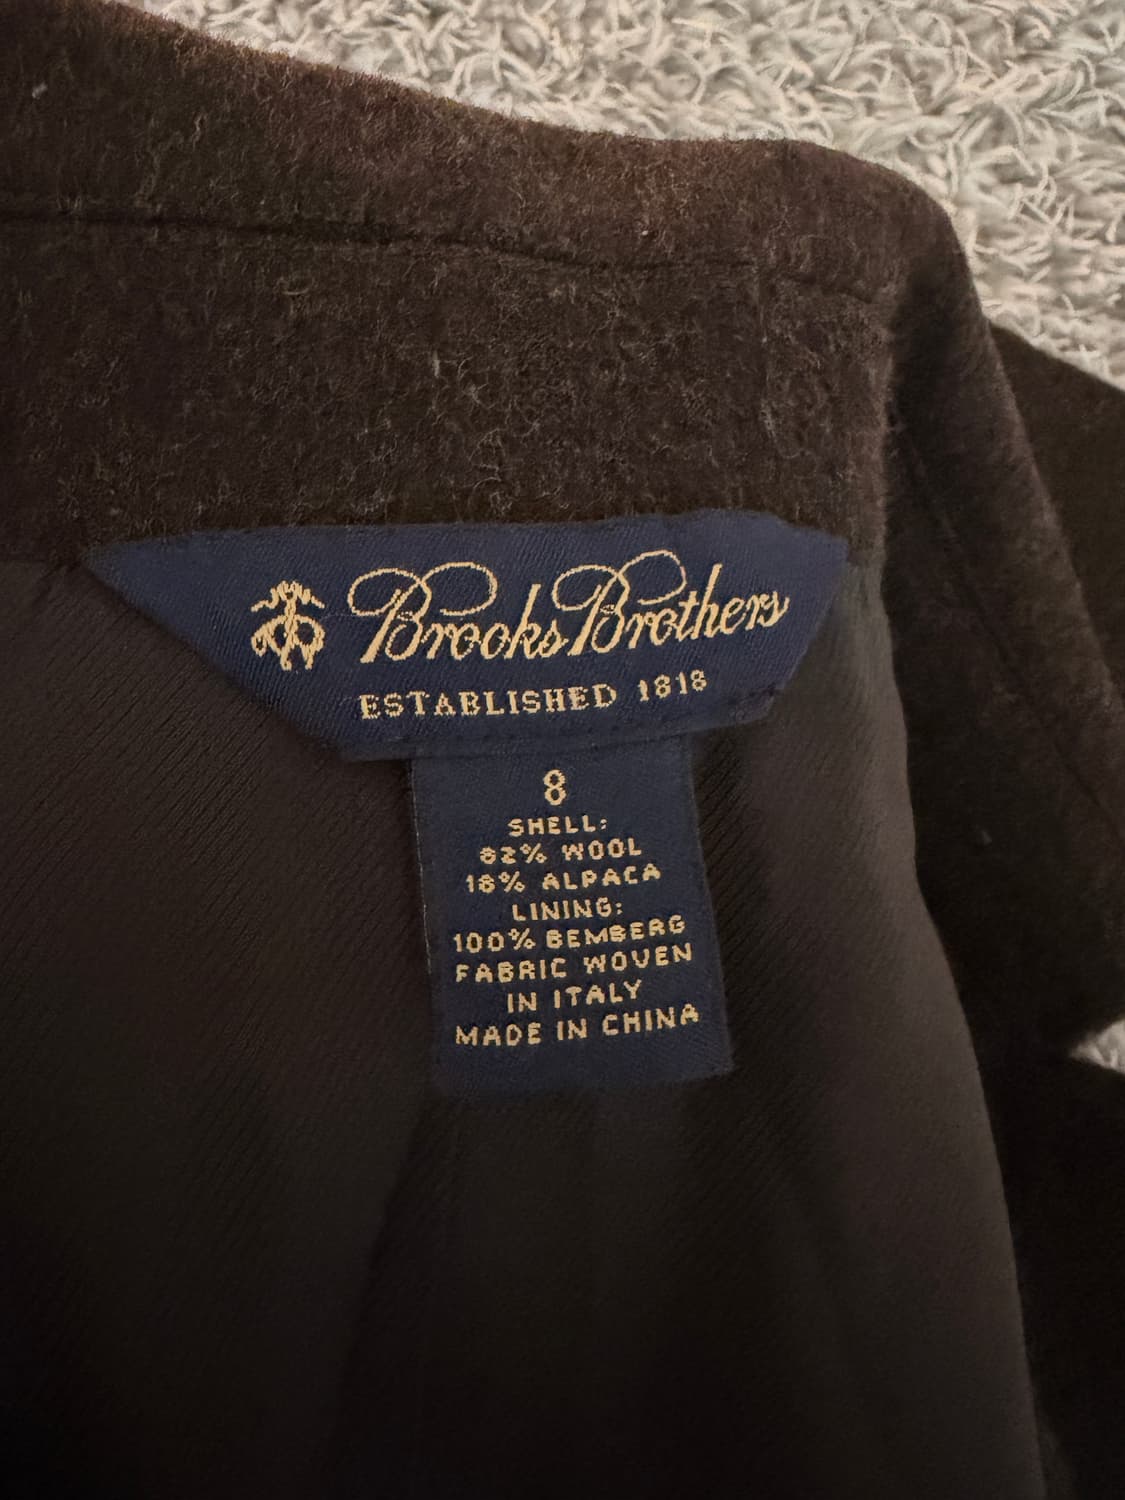 Brooks Brothers
ESTABLISHED 1818
8
SHELL:
82% WOOL
18% ALPACA
LINING:
100% BEMBERG
FABRIC WOVEN
IN ITALY
MADE IN CHINA